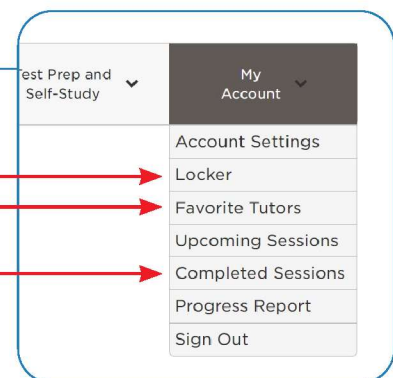 Test Prep and
Self-Study
My
Account
Account Settings
Locker
Favorite Tutors
Upcoming Sessions
Completed Sessions
Progress Report
Sign Out